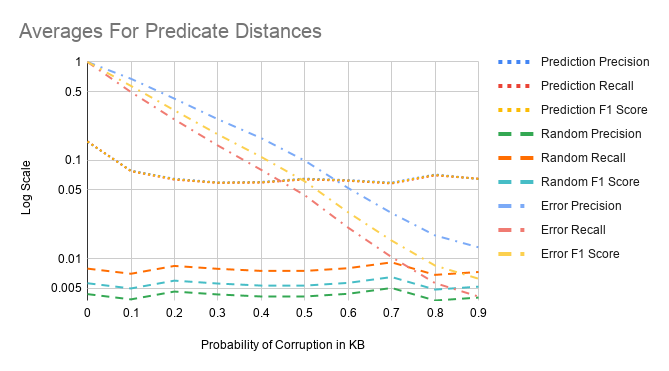 Averages For Predicate Distances
Log Scale
1
0.5
0.1
0.05
0.01
0.005
0 0.1 0.2 0.3 0.4 0.5 0.6 0.7 0.8 0.9
Probability of Corruption in KB
Prediction Precision
Prediction Recall
Prediction F1 Score
Random Precision
Random Recall
Random F1 Score
Error Precision
Error Recall
Error F1 Score